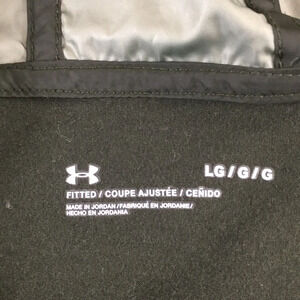 LG / G / G
FITTED / COUPE AJUSTÉE / CEÑIDO
MADE IN JORDAN / FABRIQUÉ EN JORDANIE /
HECHO EN JORDANIA